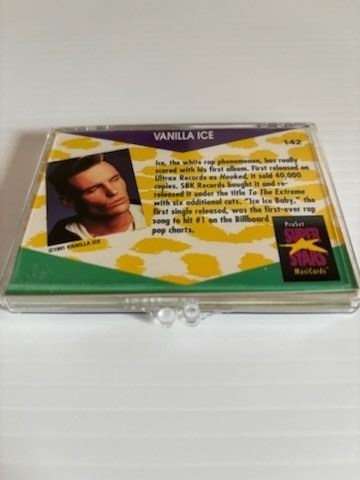 VANILLA ICE
142
Ice, the white rap phenomenon, has really
scored with his first album. First released on
Ultrax Records as Hooked, it sold 40,000
copies. SBK Records bought it and re-
released it under the title To The Extreme
with six additional cuts. "Ice Ice Baby," the
first single released, was the first-ever rap
song to hit #1 on the Billboard
pop charts.
©1991 VANILLA ICE
ProSet
SUPER
STARS
MusiCards